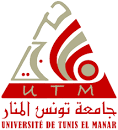 UTM
جامعة تونس المنار
UNIVERSITÉ DE TUNIS EL MANAR